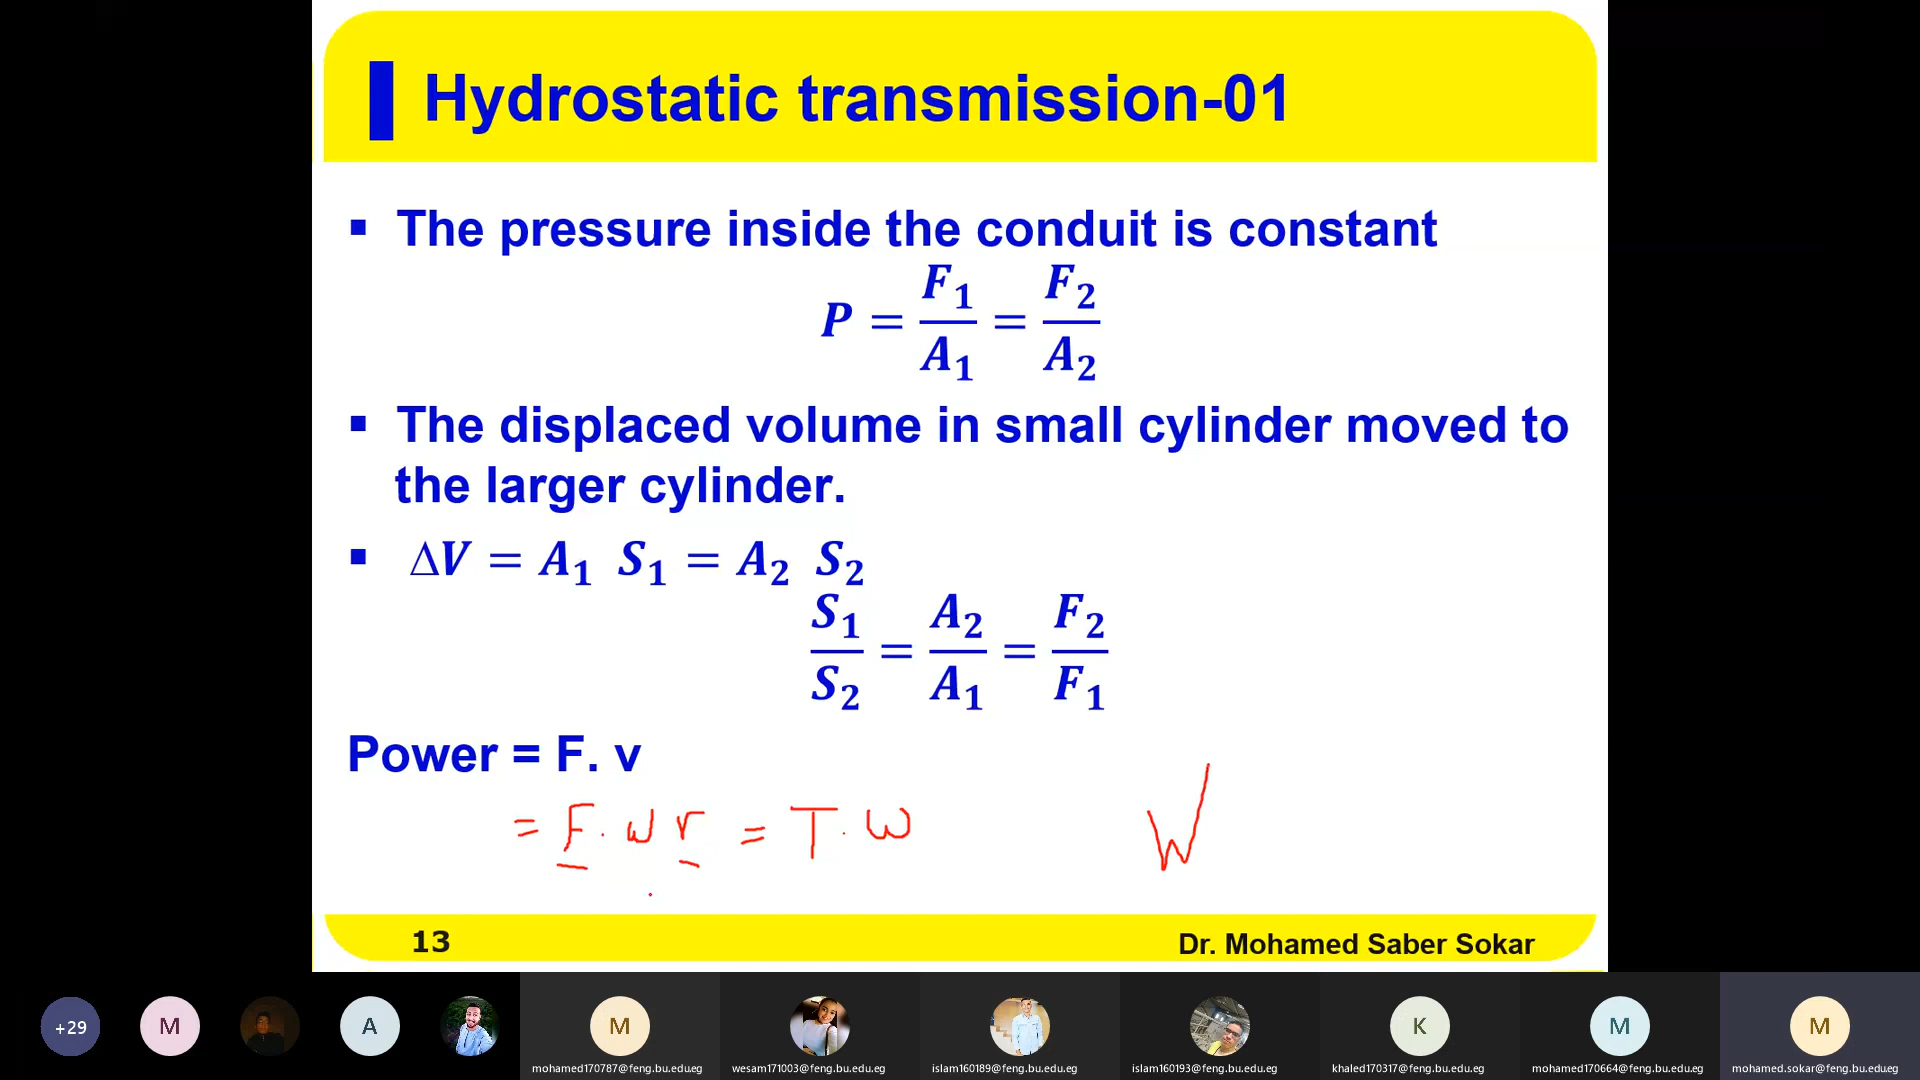 Hydrostatic transmission-01
▪ The pressure inside the conduit is constant
P = F₁/A₁ = F₂/A₂
▪ The displaced volume in small cylinder moved to
the larger cylinder.
▪ ΔV = A₁ S₁ = A₂ S₂
S₁/S₂ = A₂/A₁ = F₂/F₁
Power = F. v
= F. w r = T. w
W
13
Dr. Mohamed Saber Sokar
+29
M
A
M
K
M
M
mohamed170787@feng.bu.edu.eg
wesam171003@feng.bu.edu.eg
islam160189@feng.bu.edu.eg
islam160193@feng.bu.edu.eg
khaled170317@feng.bu.edu.eg
mohamed170664@feng.bu.edu.eg
mohamed.sokar@feng.bu.edu.eg